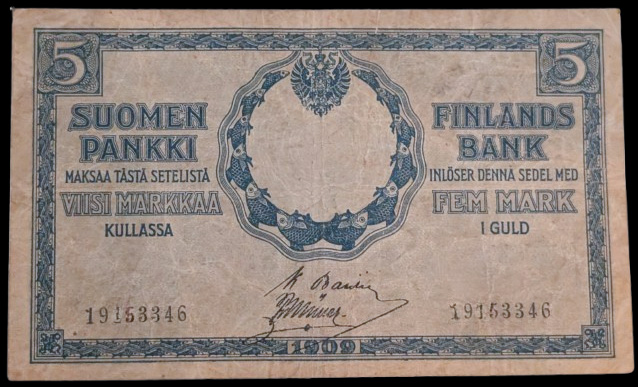 5
5
SUOMEN
PANKKI
MAKSAA TÄSTÄ SETELISTÄ
VIISI MARKKAA
KULLASSA
FINLANDS
BANK
INLÖSER DENNA SEDEL MED
FEM MARK
I GULD
19153346
19153346
1909